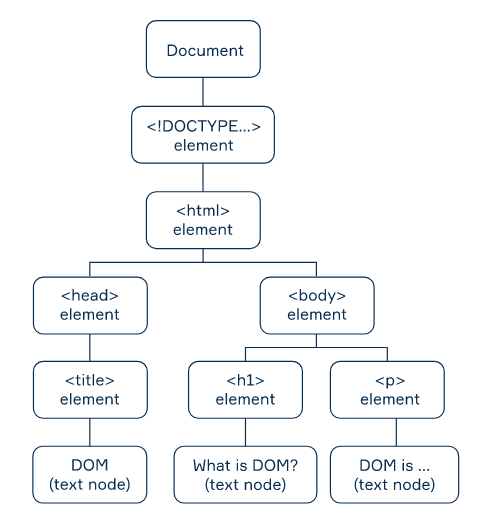 Document
<!DOCTYPE...>
element
<html>
element
<head>
element
<body>
element
<title>
element
<h1>
element
<p>
element
DOM
(text node)
What is DOM?
(text node)
DOM is ...
(text node)